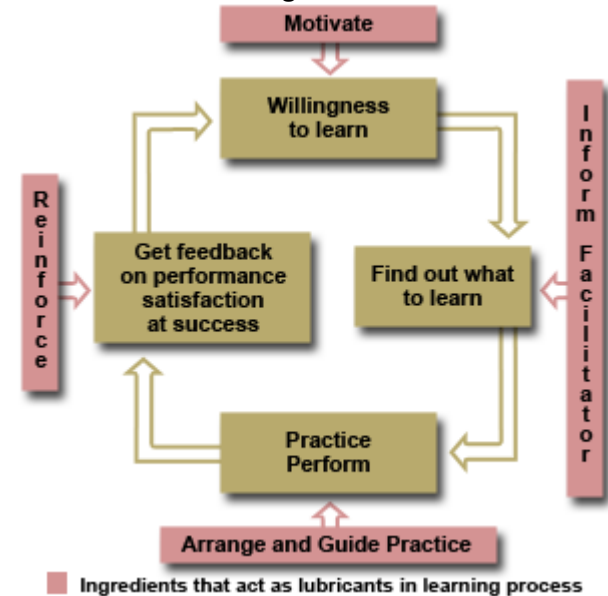 Motivate
Willingness
to learn
Inform Facilitator
Reinforce
Get feedback
on performance
satisfaction
at success
Find out what
to learn
Practice
Perform
Arrange and Guide Practice
Ingredients that act as lubricants in learning process